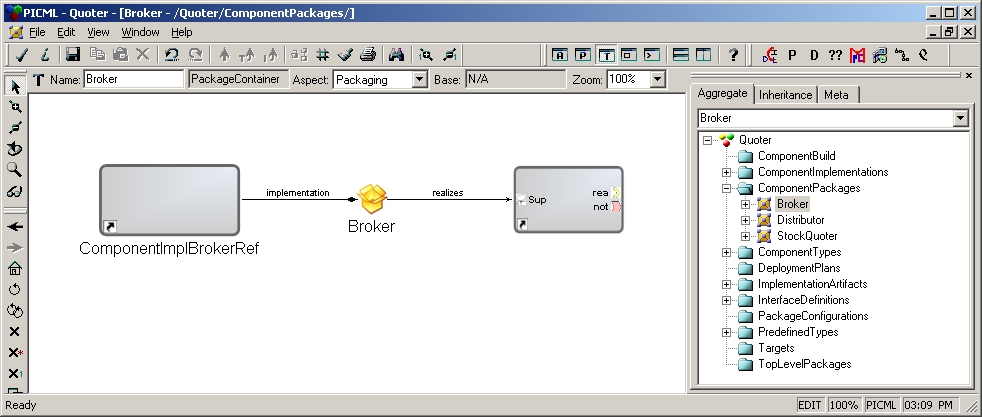 PICML - Quoter - [Broker - /Quoter/ComponentPackages/]
File Edit View Window Help
A P T ? P D ??
Name: Broker PackageContainer Aspect: Packaging Base: N/A Zoom: 100%
Aggregate Inheritance Meta
Broker
Quoter
ComponentBuild
ComponentImplementations
ComponentPackages
Broker
Distributor
StockQuoter
ComponentTypes
DeploymentPlans
ImplementationArtifacts
InterfaceDefinitions
PackageConfigurations
PredefinedTypes
Targets
TopLevelPackages
implementation
realizes
Sup
rea
not
Broker
ComponentImplBrokerRef
Ready
EDIT 100% PICML 03:09 PM